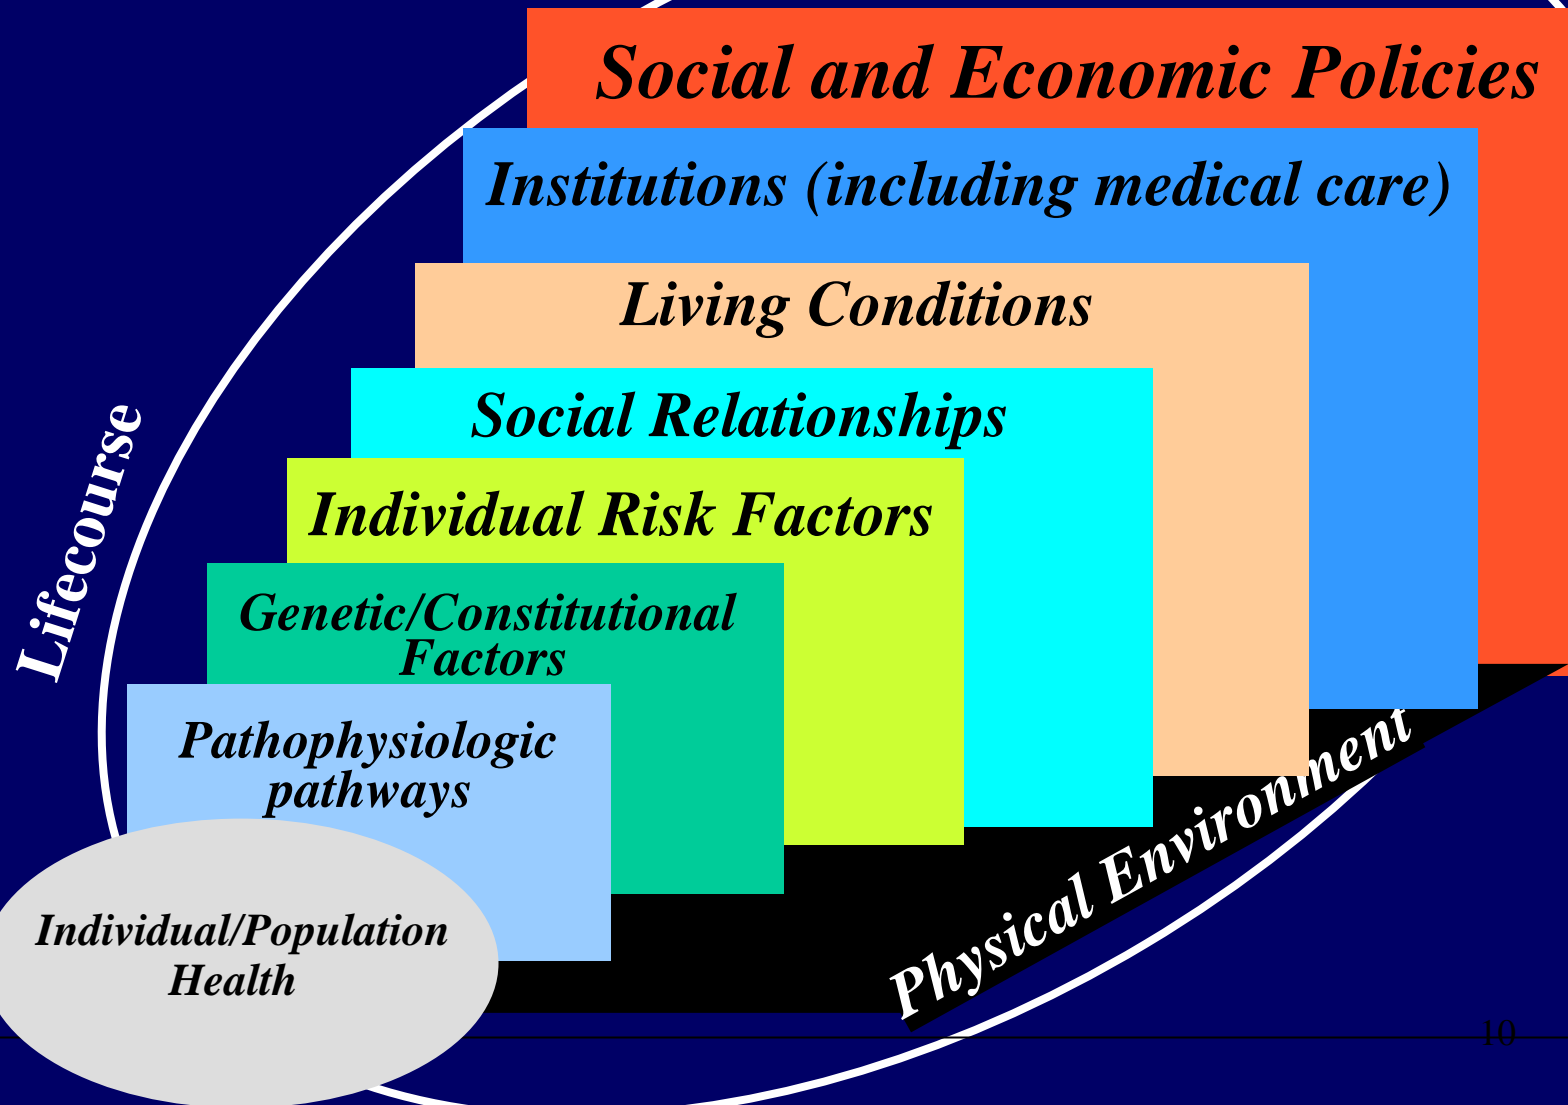 Social and Economic Policies
Institutions (including medical care)
Living Conditions
Social Relationships
Individual Risk Factors
Genetic/Constitutional
Factors
Pathophysiologic
pathways
Individual/Population
Health
Lifecourse
Physical Environment
10